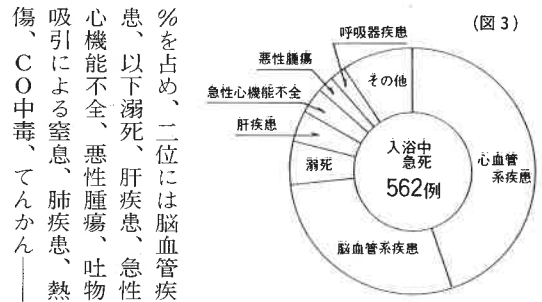 (図3)
入浴中
急死
562例
心血管
系疾患
脳血管系疾患
溺死
肝疾患
急性心機能不全
悪性腫瘍
呼吸器疾患
その他
％を占め、二位には脳血管疾
患、以下溺死、肝疾患、急性
心機能不全、悪性腫瘍、吐物
吸引による窒息、肺疾患、熱
傷、CO中毒、てんかん——